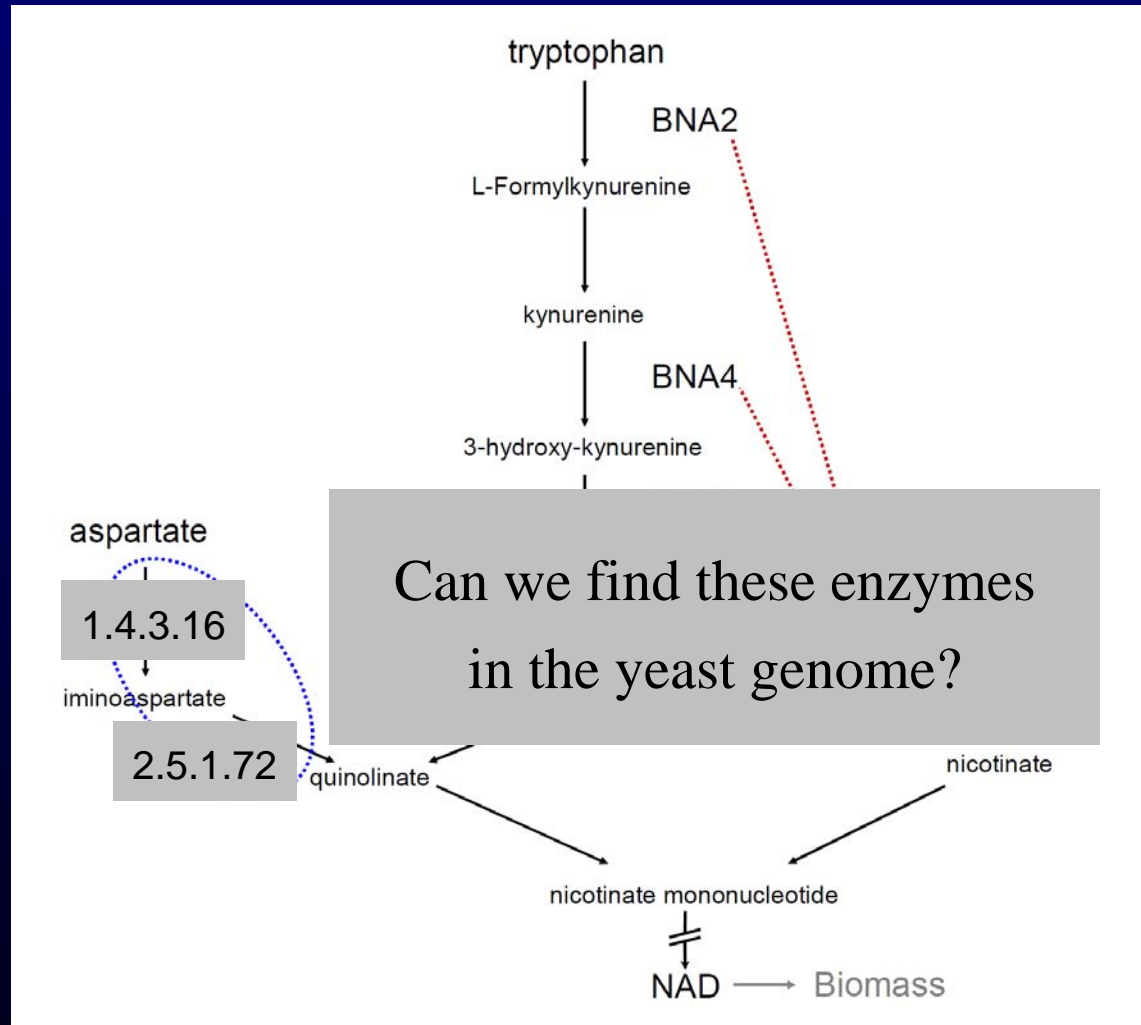 tryptophan
BNA2
L-Formylkynurenine
kynurenine
BNA4
3-hydroxy-kynurenine
aspartate
Can we find these enzymes
in the yeast genome?
1.4.3.16
iminoaspartate
2.5.1.72
quinolinate
nicotinate
nicotinate mononucleotide
NAD
Biomass